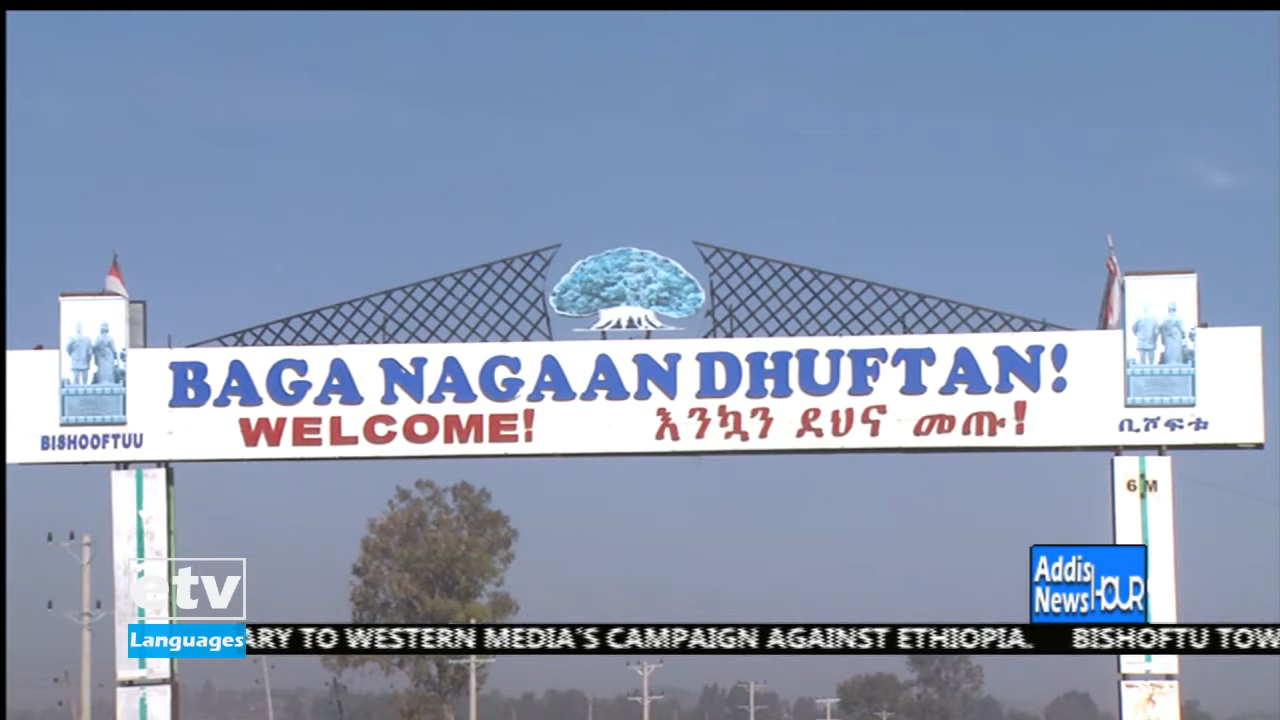 BAGA NAGAAN DHUFTAN!
WELCOME! እንኳን ደህና መጡ!
BISHOOFTUU
ቢሾፍቱ
6 M
etv
Languages
Addis
News HOUR
ARY TO WESTERN MEDIA'S CAMPAIGN AGAINST ETHIOPIA. BISHOFTU TOW